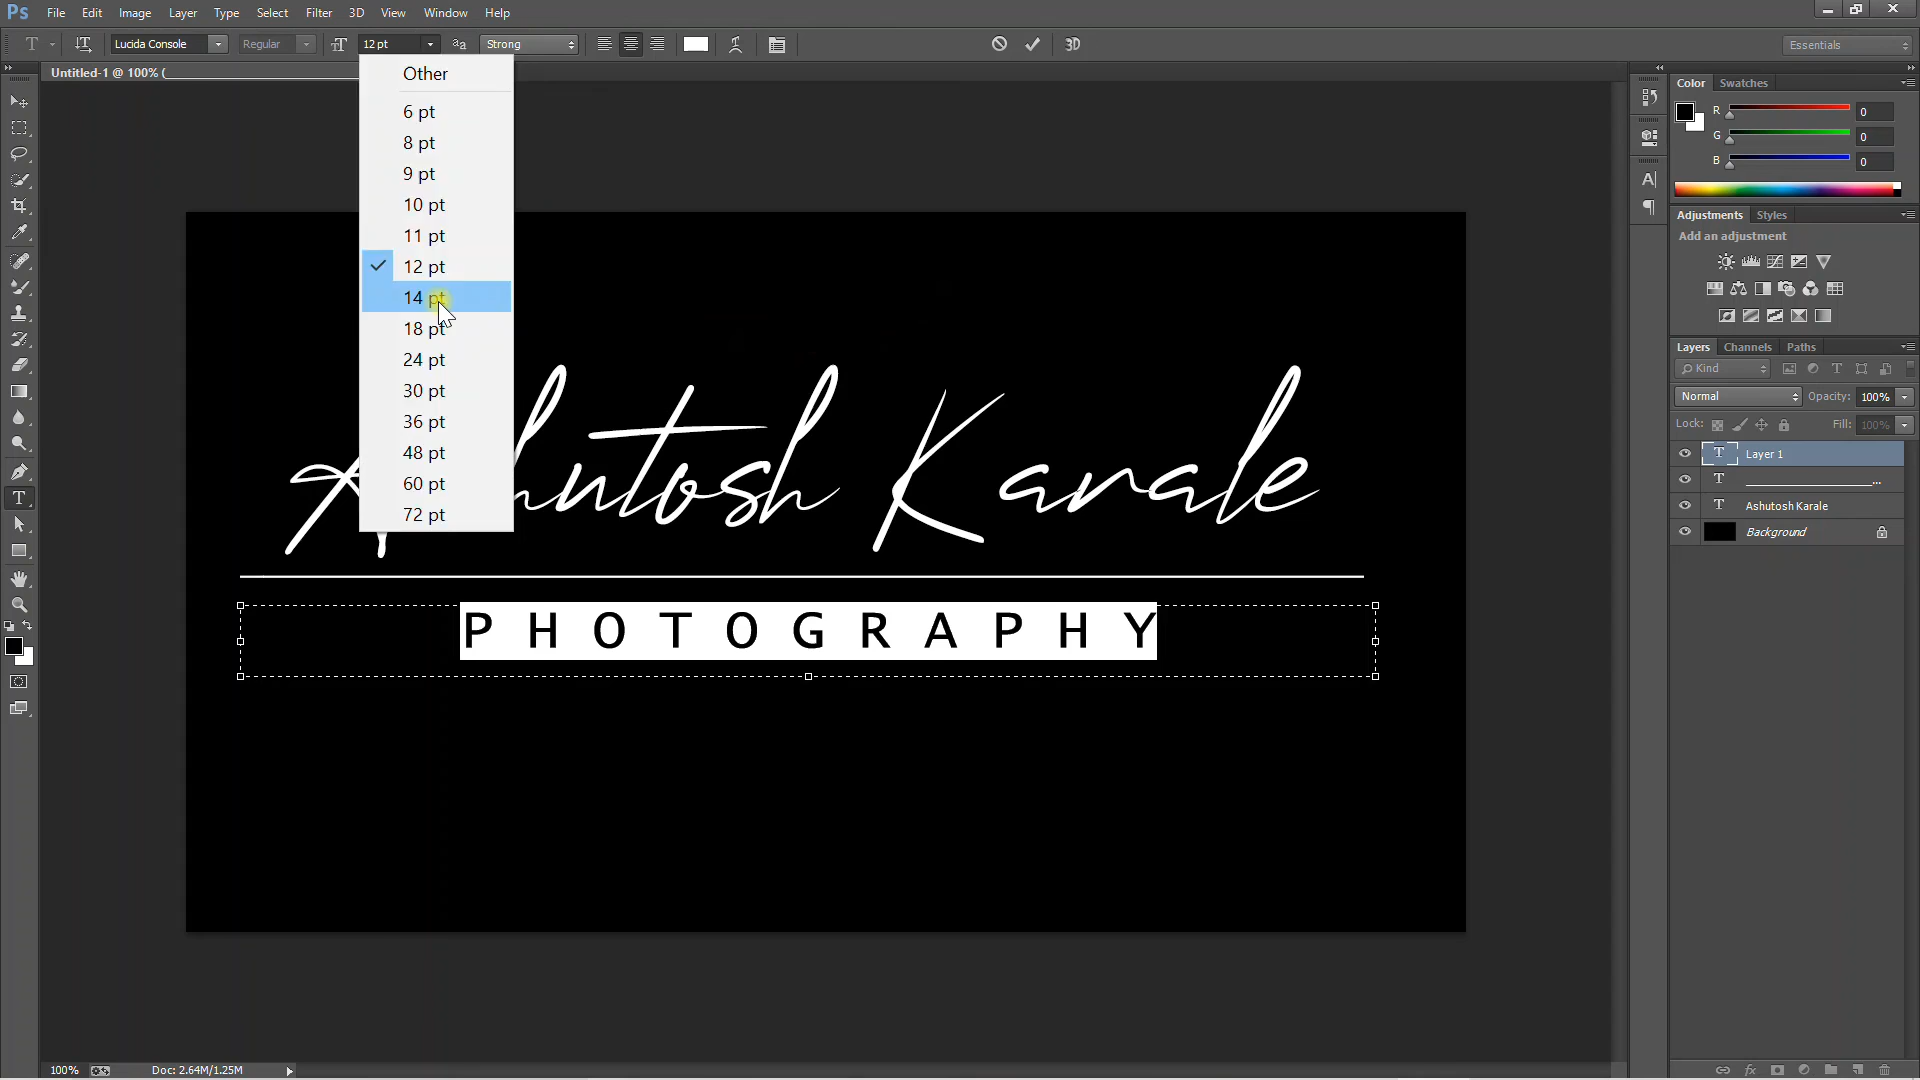 Ps File Edit Image Layer Type Select Filter 3D View Window Help
Lucida Console Regular 12 pt Strong 3D Essentials
Untitled-1 @ 100% (
Other
6 pt
8 pt
9 pt
10 pt
11 pt
12 pt
14 pt
18 pt
24 pt
30 pt
36 pt
48 pt
60 pt
72 pt
Ashutosh Karale
P H O T O G R A P H Y
Color Swatches
R 0
G 0
B 0
Adjustments Styles
Add an adjustment
Layers Channels Paths
Kind
Normal Opacity: 100%
Lock: Fill: 100%
T Layer 1
T ...
T Ashutosh Karale
Background
100% Doc: 2.64M/1.25M